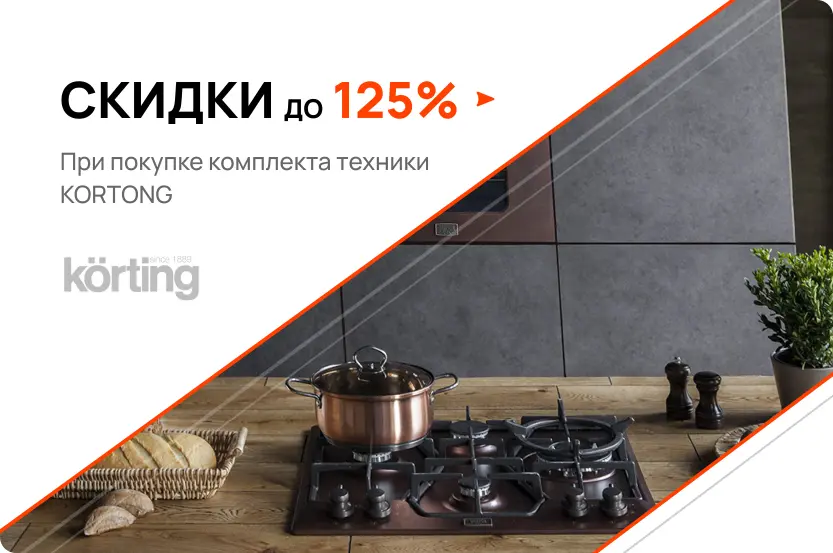 СКИДКИ до 125%
При покупке комплекта техники
KORTONG
since 1889
körting